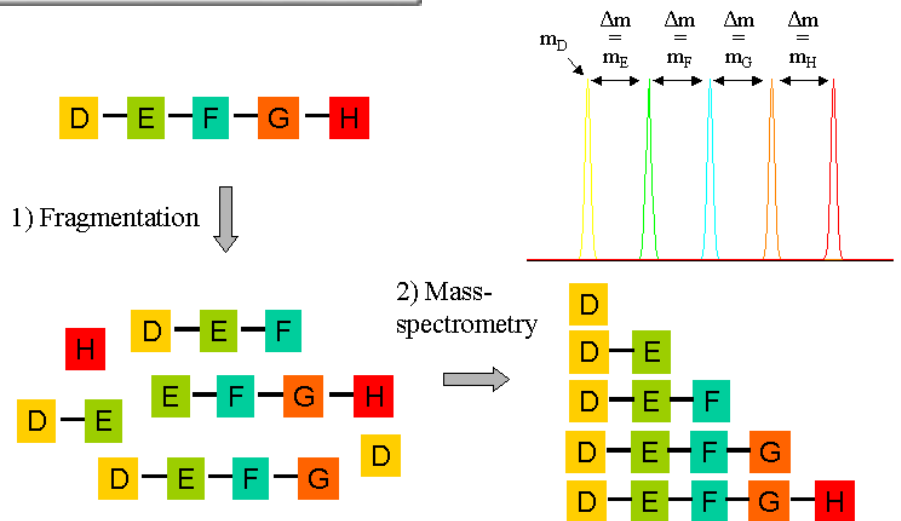 Δm Δm Δm Δm
= = = =
m_D m_E m_F m_G m_H
D E F G H
1) Fragmentation
2) Mass-
spectrometry
H
D E F
E F G H
D E
D
D E F G
D
D E
D E F
D E F G
D E F G H